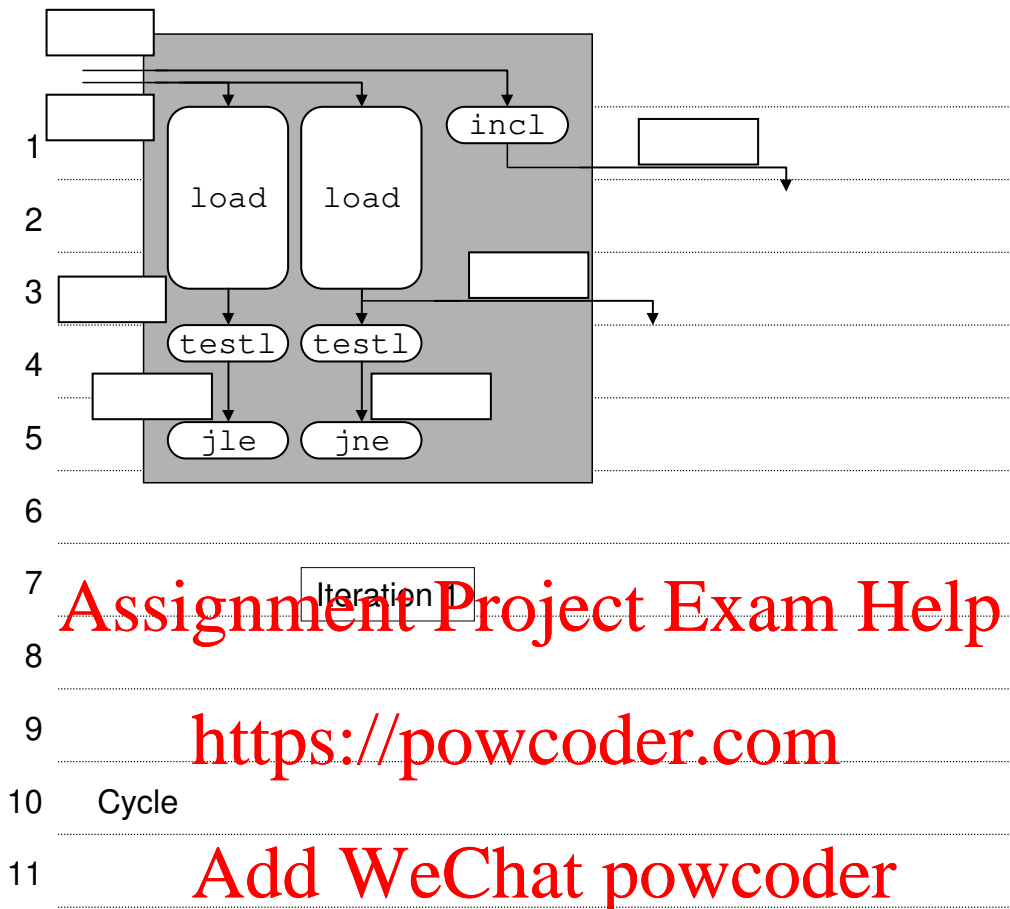 incl
1
load load
2
3
testl testl
4
jle jne
5
6
7
Iteration 1
Assignment Project Exam Help
8
9
https://powcoder.com
10 Cycle
11
Add WeChat powcoder